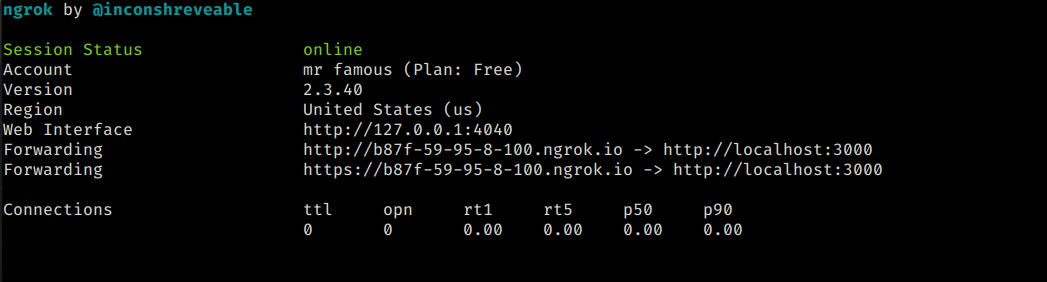 ngrok by @inconshreveable
Session Status online
Account mr famous (Plan: Free)
Version 2.3.40
Region United States (us)
Web Interface http://127.0.0.1:4040
Forwarding http://b87f-59-95-8-100.ngrok.io -> http://localhost:3000
Forwarding https://b87f-59-95-8-100.ngrok.io -> http://localhost:3000
Connections ttl opn rt1 rt5 p50 p90
0 0 0.00 0.00 0.00 0.00